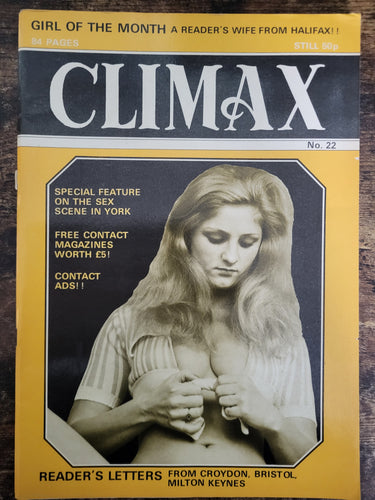 GIRL OF THE MONTH A READER'S WIFE FROM HALIFAX!!
84 PAGES STILL 50p
CLIMAX
No. 22
SPECIAL FEATURE
ON THE SEX
SCENE IN YORK
FREE CONTACT
MAGAZINES
WORTH £5!
CONTACT
ADS!!
READER'S LETTERS FROM CROYDON, BRISTOL,
MILTON KEYNES